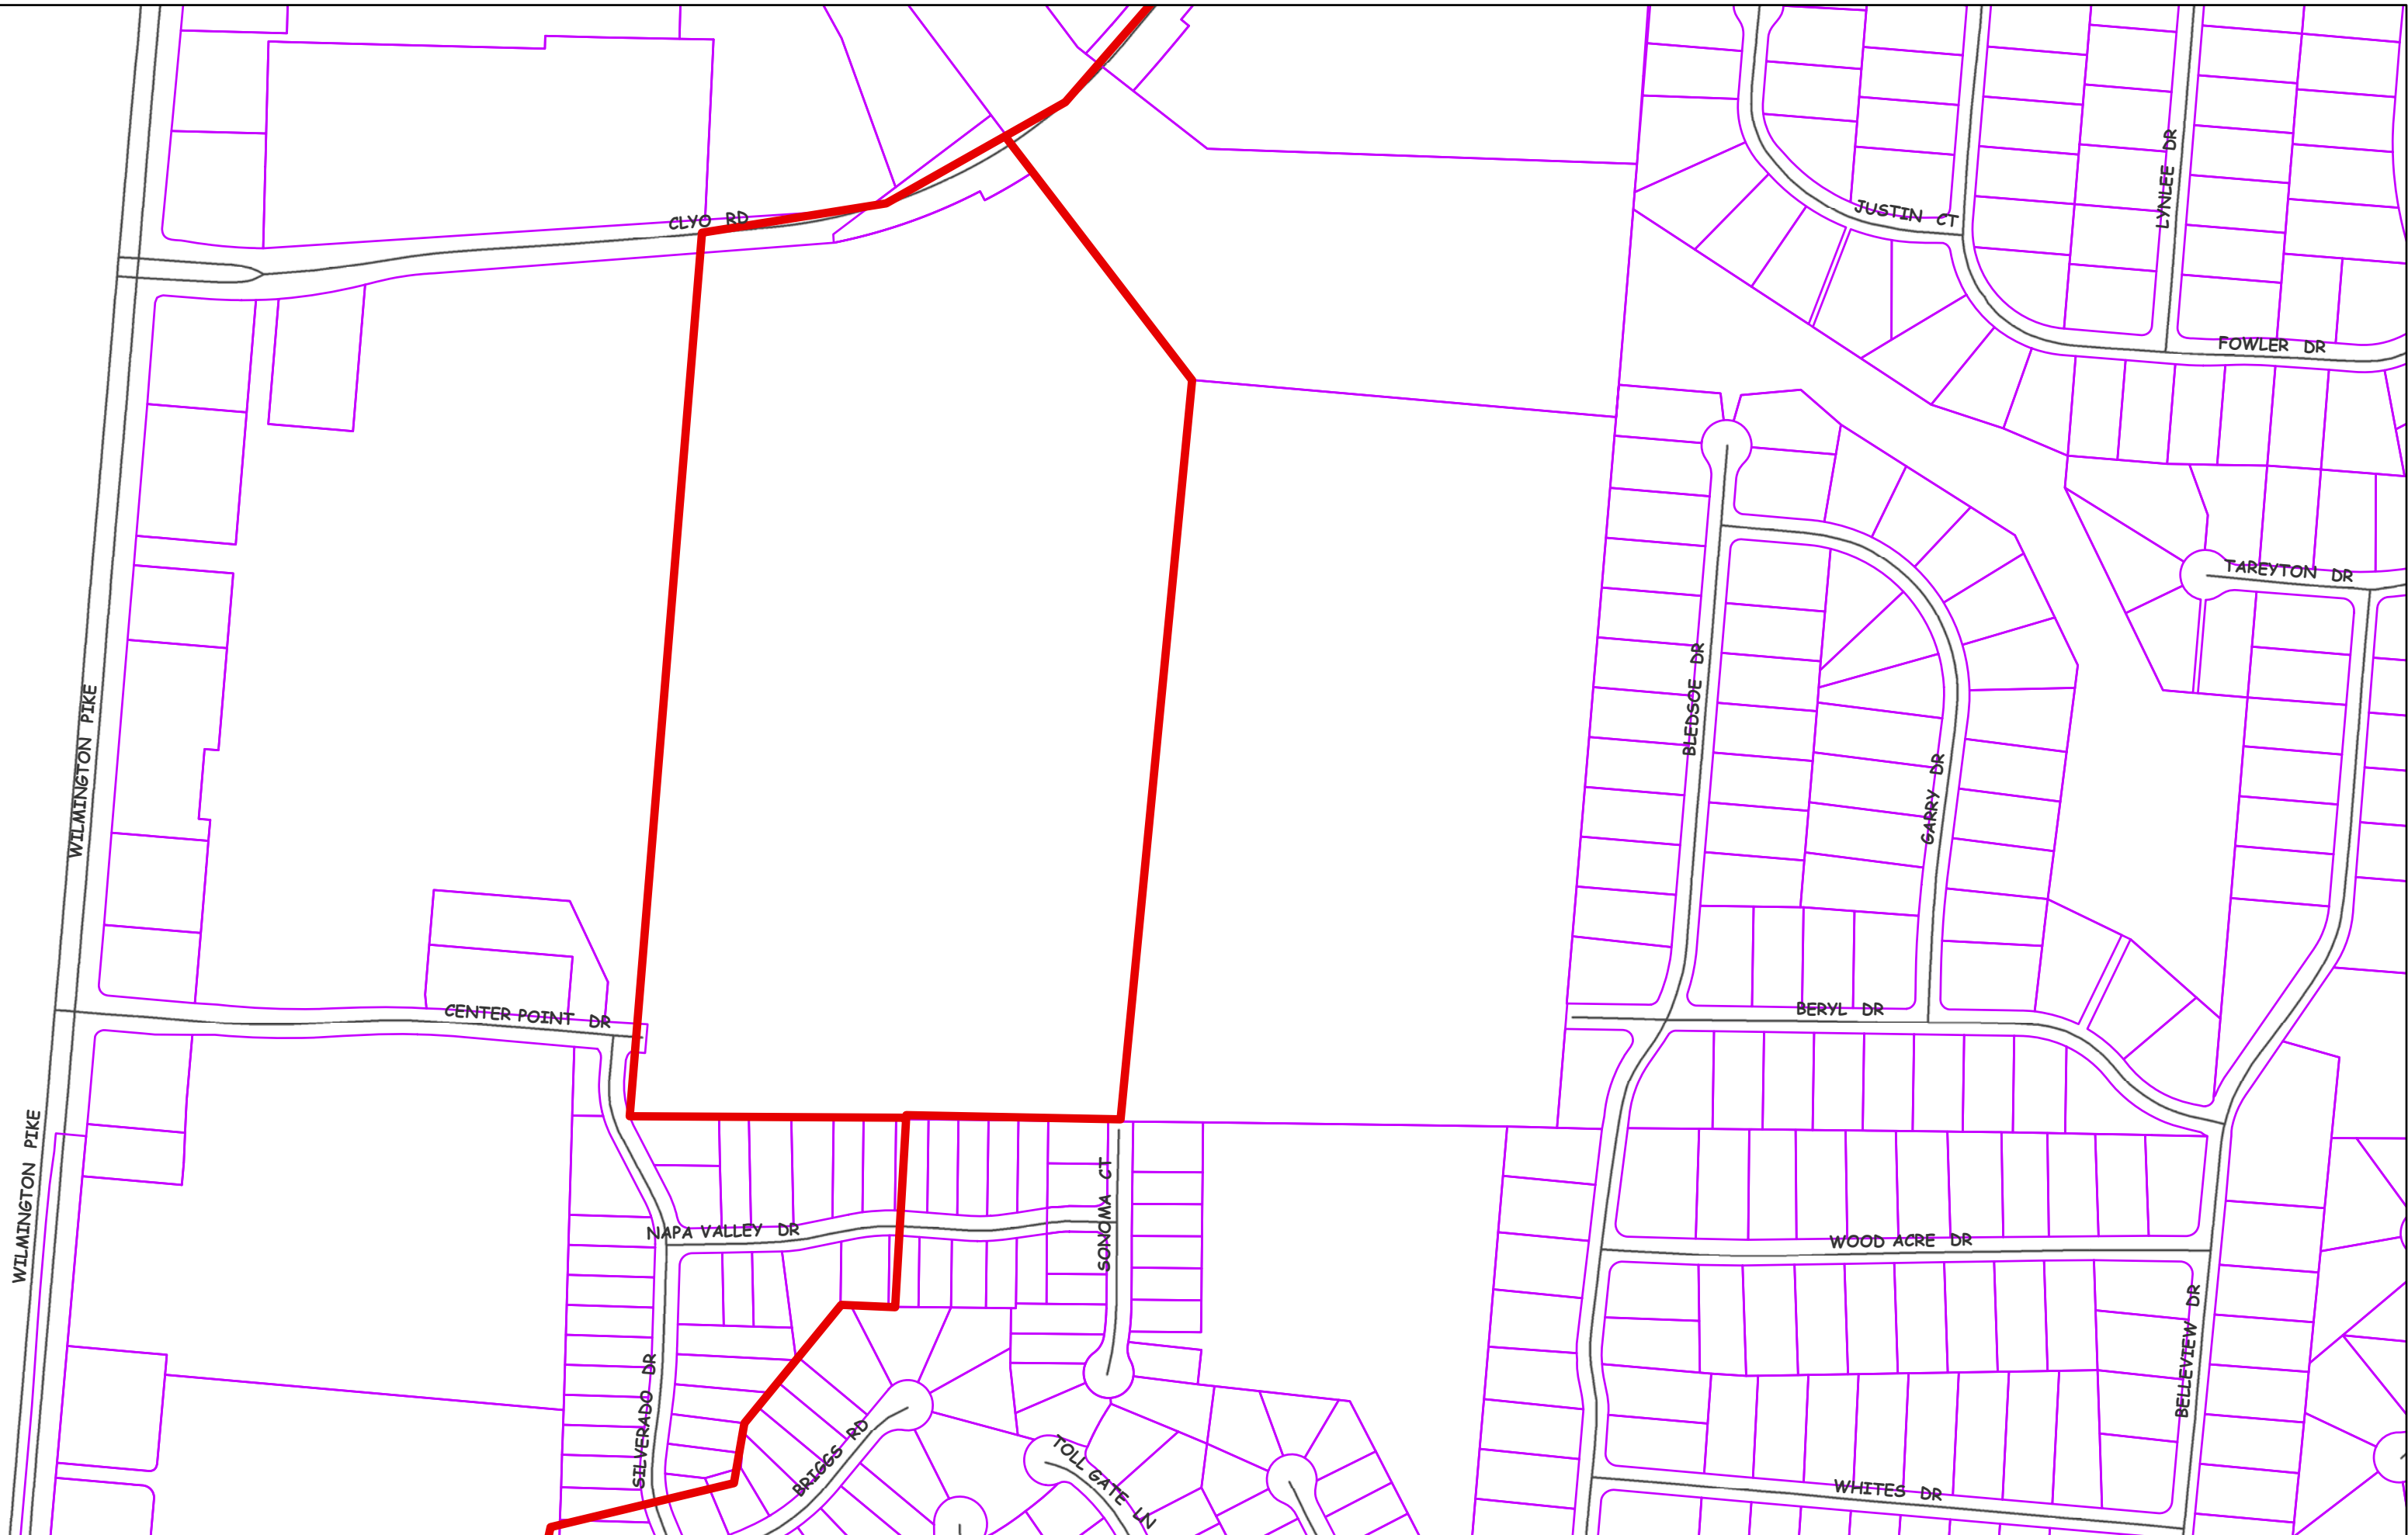 LYNLEE DR
JUSTIN CT
CLYO RD
FOWLER DR
TAREYTON DR
BLEDSOE DR
WILMINGTON PIKE
GARRY DR
CENTER POINT DR
BERYL DR
WILMINGTON PIKE
SONOMA CT
NAPA VALLEY DR
WOOD ACRE DR
BELLEVIEW DR
SILVERADO DR
BRIGGS RD
TOLL GATE LN
WHITES DR